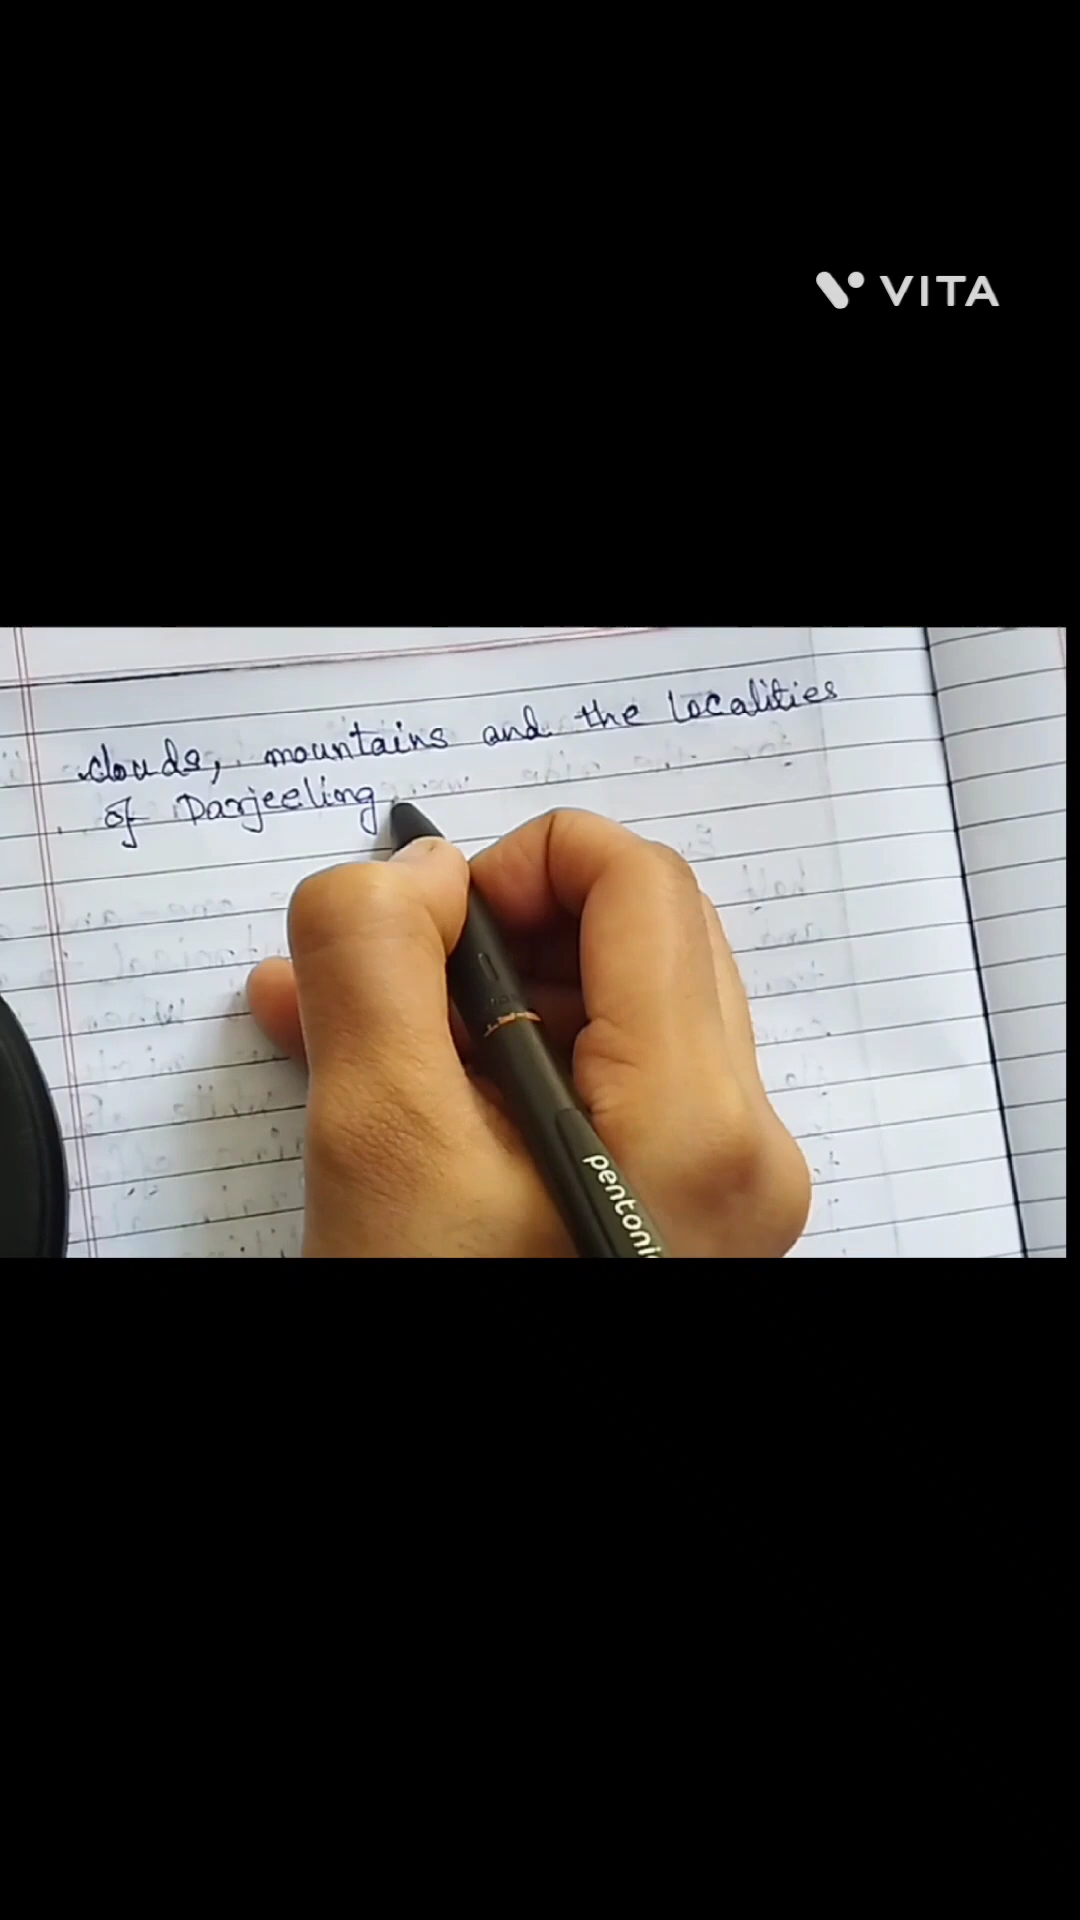 VITA
clouds, mountains and the localities
of Darjeeling
pentonic